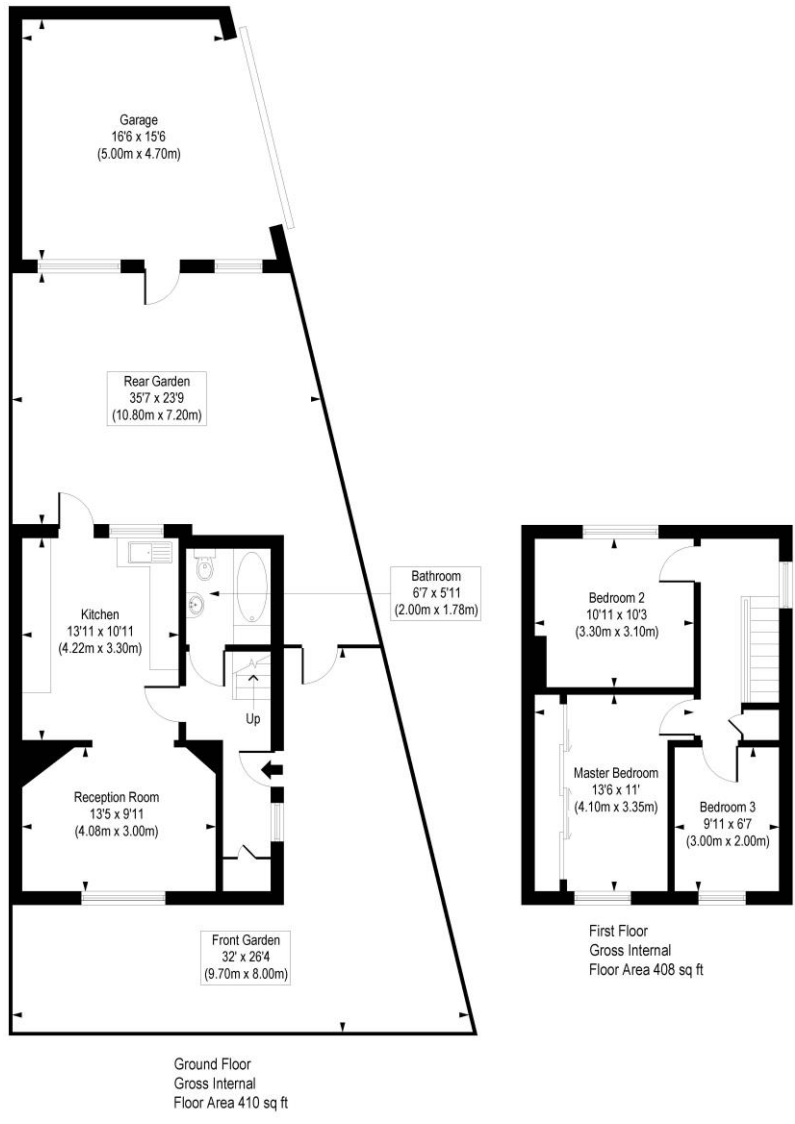 Garage
16'6 x 15'6
(5.00m x 4.70m)
Rear Garden
35'7 x 23'9
(10.80m x 7.20m)
Bathroom
6'7 x 5'11
(2.00m x 1.78m)
Kitchen
13'11 x 10'11
(4.22m x 3.30m)
Up
Reception Room
13'5 x 9'11
(4.08m x 3.00m)
Front Garden
32' x 26'4
(9.70m x 8.00m)
Ground Floor
Gross Internal
Floor Area 410 sq ft
Bedroom 2
10'11 x 10'3
(3.30m x 3.10m)
Master Bedroom
13'6 x 11'
(4.10m x 3.35m)
Bedroom 3
9'11 x 6'7
(3.00m x 2.00m)
First Floor
Gross Internal
Floor Area 408 sq ft